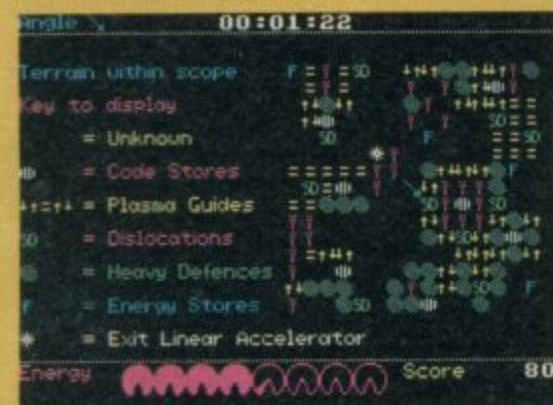 Angle ↘ 00:01:22
Terrain within scope
Key to display
= Unknown
= Code Stores
↓↑=↑↓ = Plasma Guides
SD = Dislocations
= Heavy Defences
F = Energy Stores
= Exit Linear Accelerator
Energy Score 80